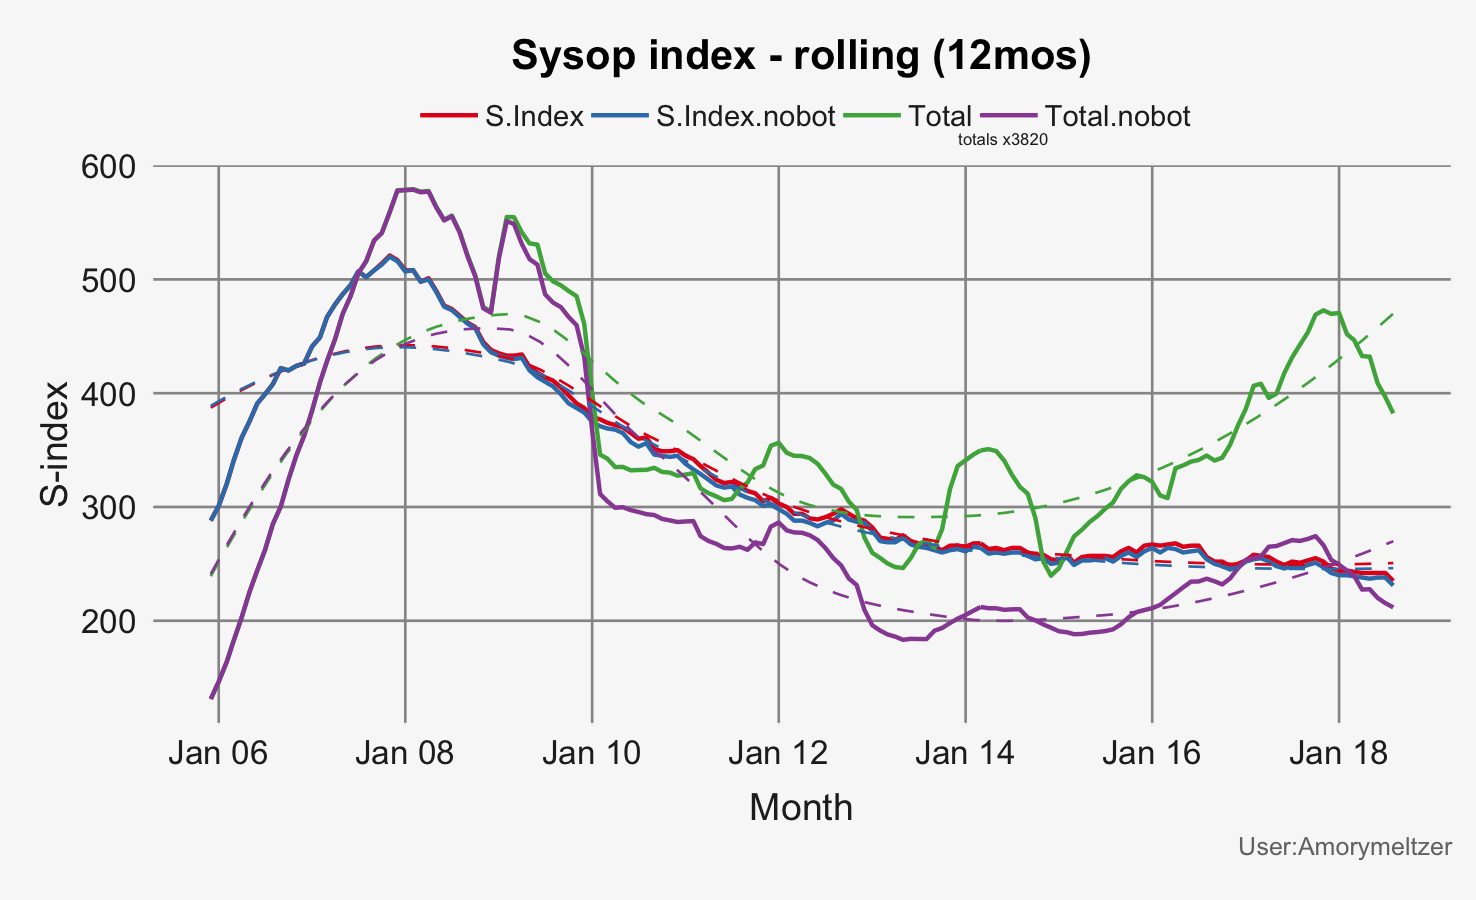 Sysop index - rolling (12mos)
S.Index S.Index.nobot Total Total.nobot
totals x3820
600
500
400
300
200
S-index
Jan 06 Jan 08 Jan 10 Jan 12 Jan 14 Jan 16 Jan 18
Month
User:Amorymeltzer